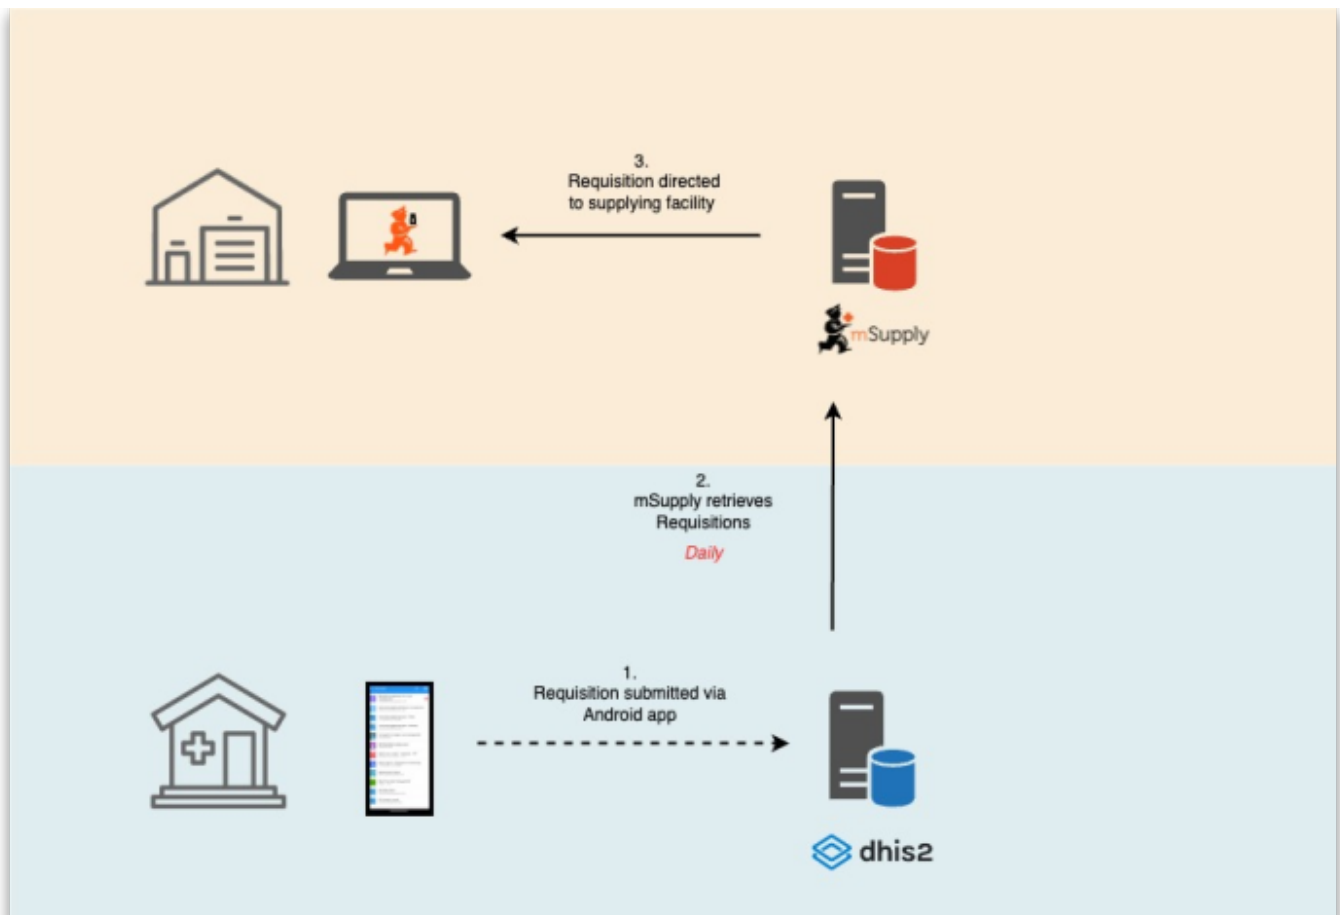 3.
Requisition directed
to supplying facility
mSupply
2.
mSupply retrieves
Requisitions
Daily
1.
Requisition submitted via
Android app
dhis2